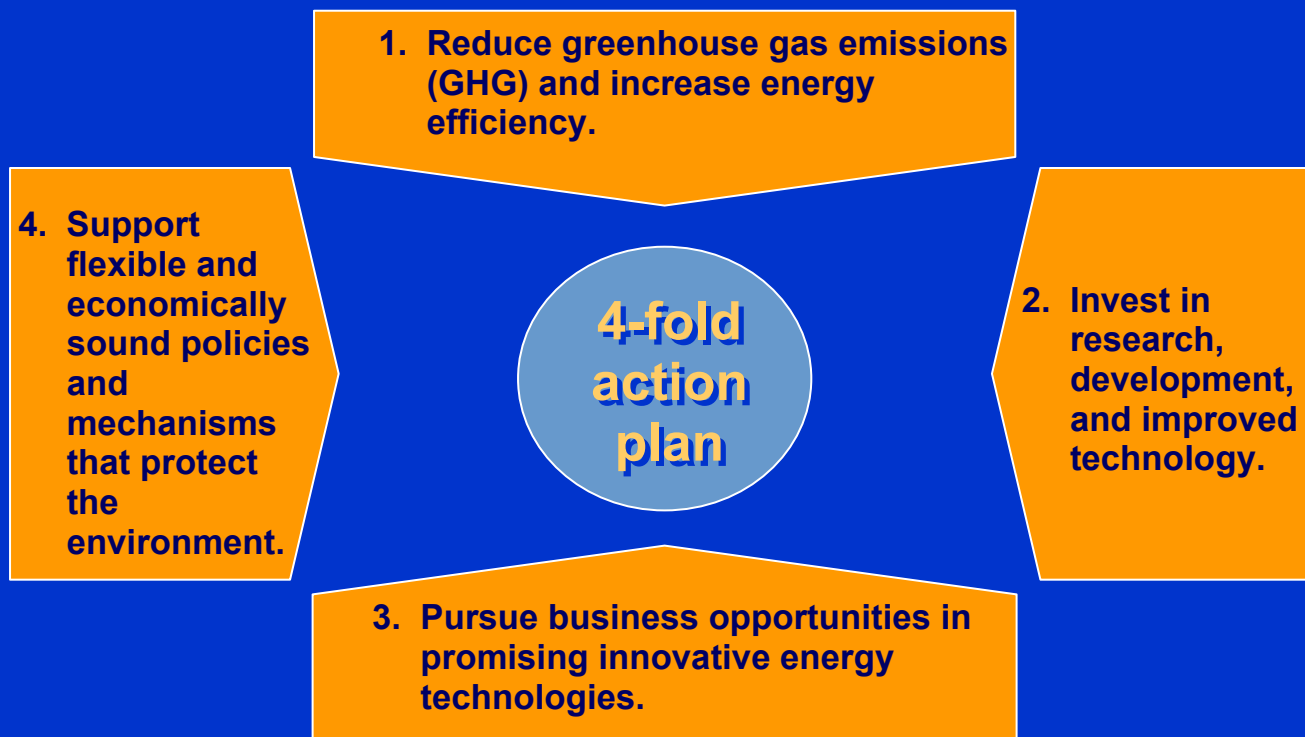 1. Reduce greenhouse gas emissions
(GHG) and increase energy
efficiency.
4-fold
action
plan
2. Invest in
research,
development,
and improved
technology.
3. Pursue business opportunities in
promising innovative energy
technologies.
4. Support
flexible and
economically
sound policies
and
mechanisms
that protect
the
environment.